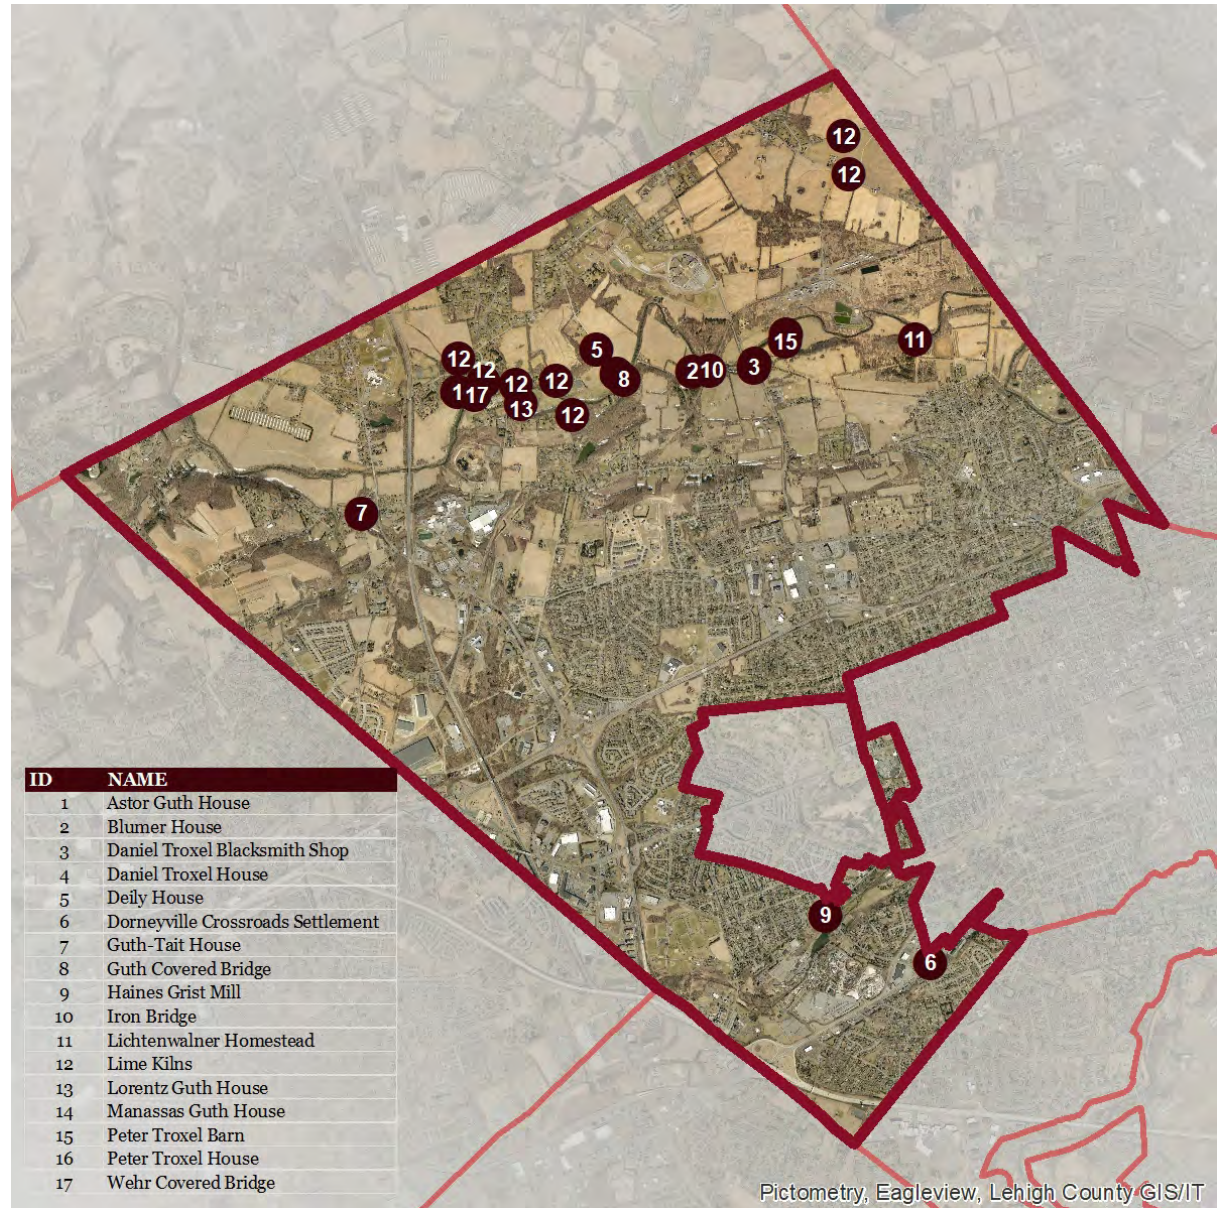 12
12
15
11
5
3
2 10
8
12
12
12
12
1 17
13
12
7
ID NAME
1 Astor Guth House
2 Blumer House
3 Daniel Troxel Blacksmith Shop
4 Daniel Troxel House
5 Deily House
6 Dorneyville Crossroads Settlement
7 Guth-Tait House
8 Guth Covered Bridge
9 Haines Grist Mill
10 Iron Bridge
11 Lichtenwalner Homestead
12 Lime Kilns
13 Lorentz Guth House
14 Manassas Guth House
15 Peter Troxel Barn
16 Peter Troxel House
17 Wehr Covered Bridge
9
6
Pictometry, Eagleview, Lehigh County GIS/IT